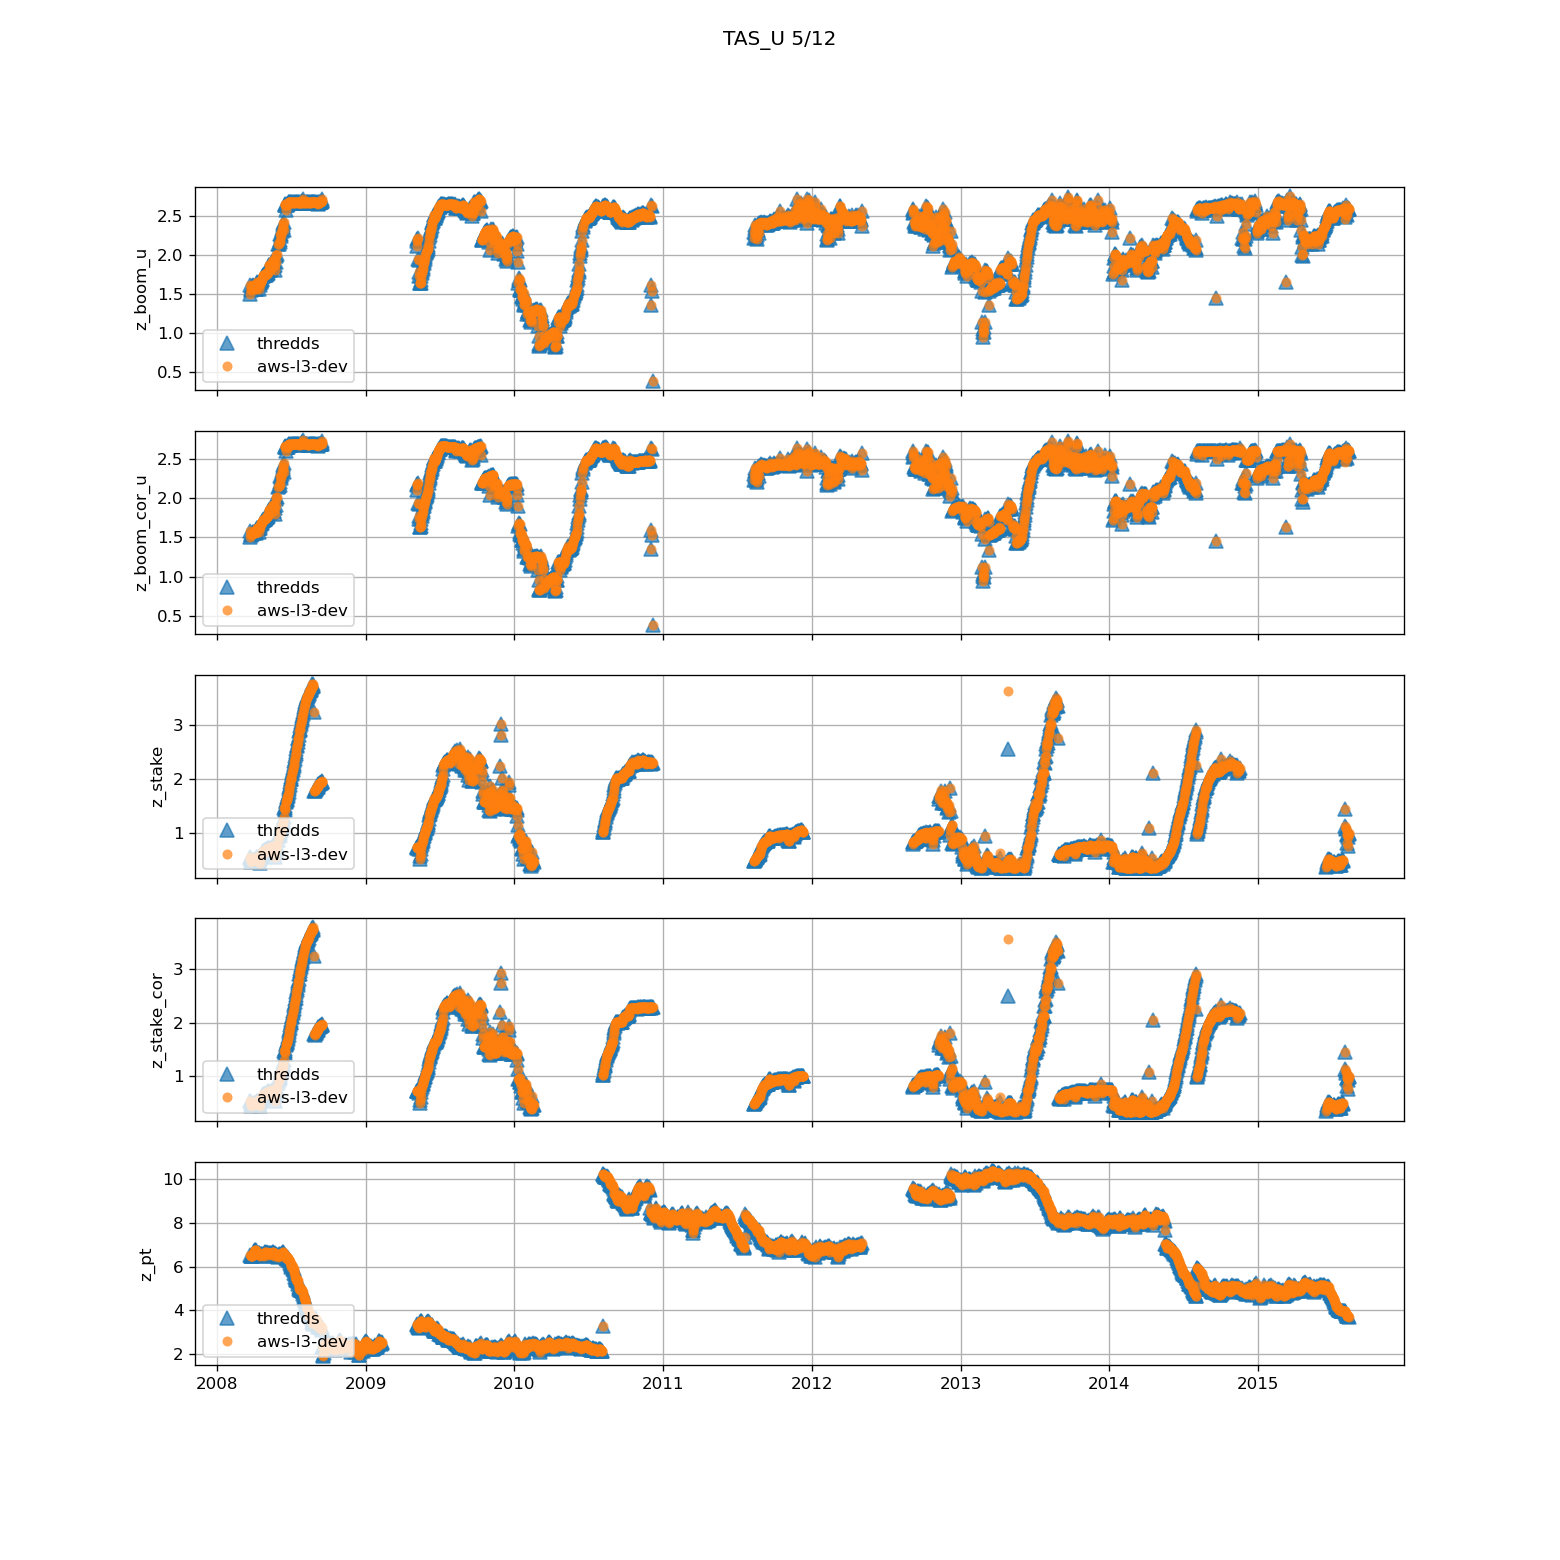 TAS_U 5/12
z_boom_u
2.5
2.0
1.5
1.0
0.5
thredds
aws-l3-dev
z_boom_cor_u
2.5
2.0
1.5
1.0
0.5
thredds
aws-l3-dev
z_stake
3
2
1
thredds
aws-l3-dev
z_stake_cor
3
2
1
thredds
aws-l3-dev
z_pt
10
8
6
4
2
thredds
aws-l3-dev
2008 2009 2010 2011 2012 2013 2014 2015